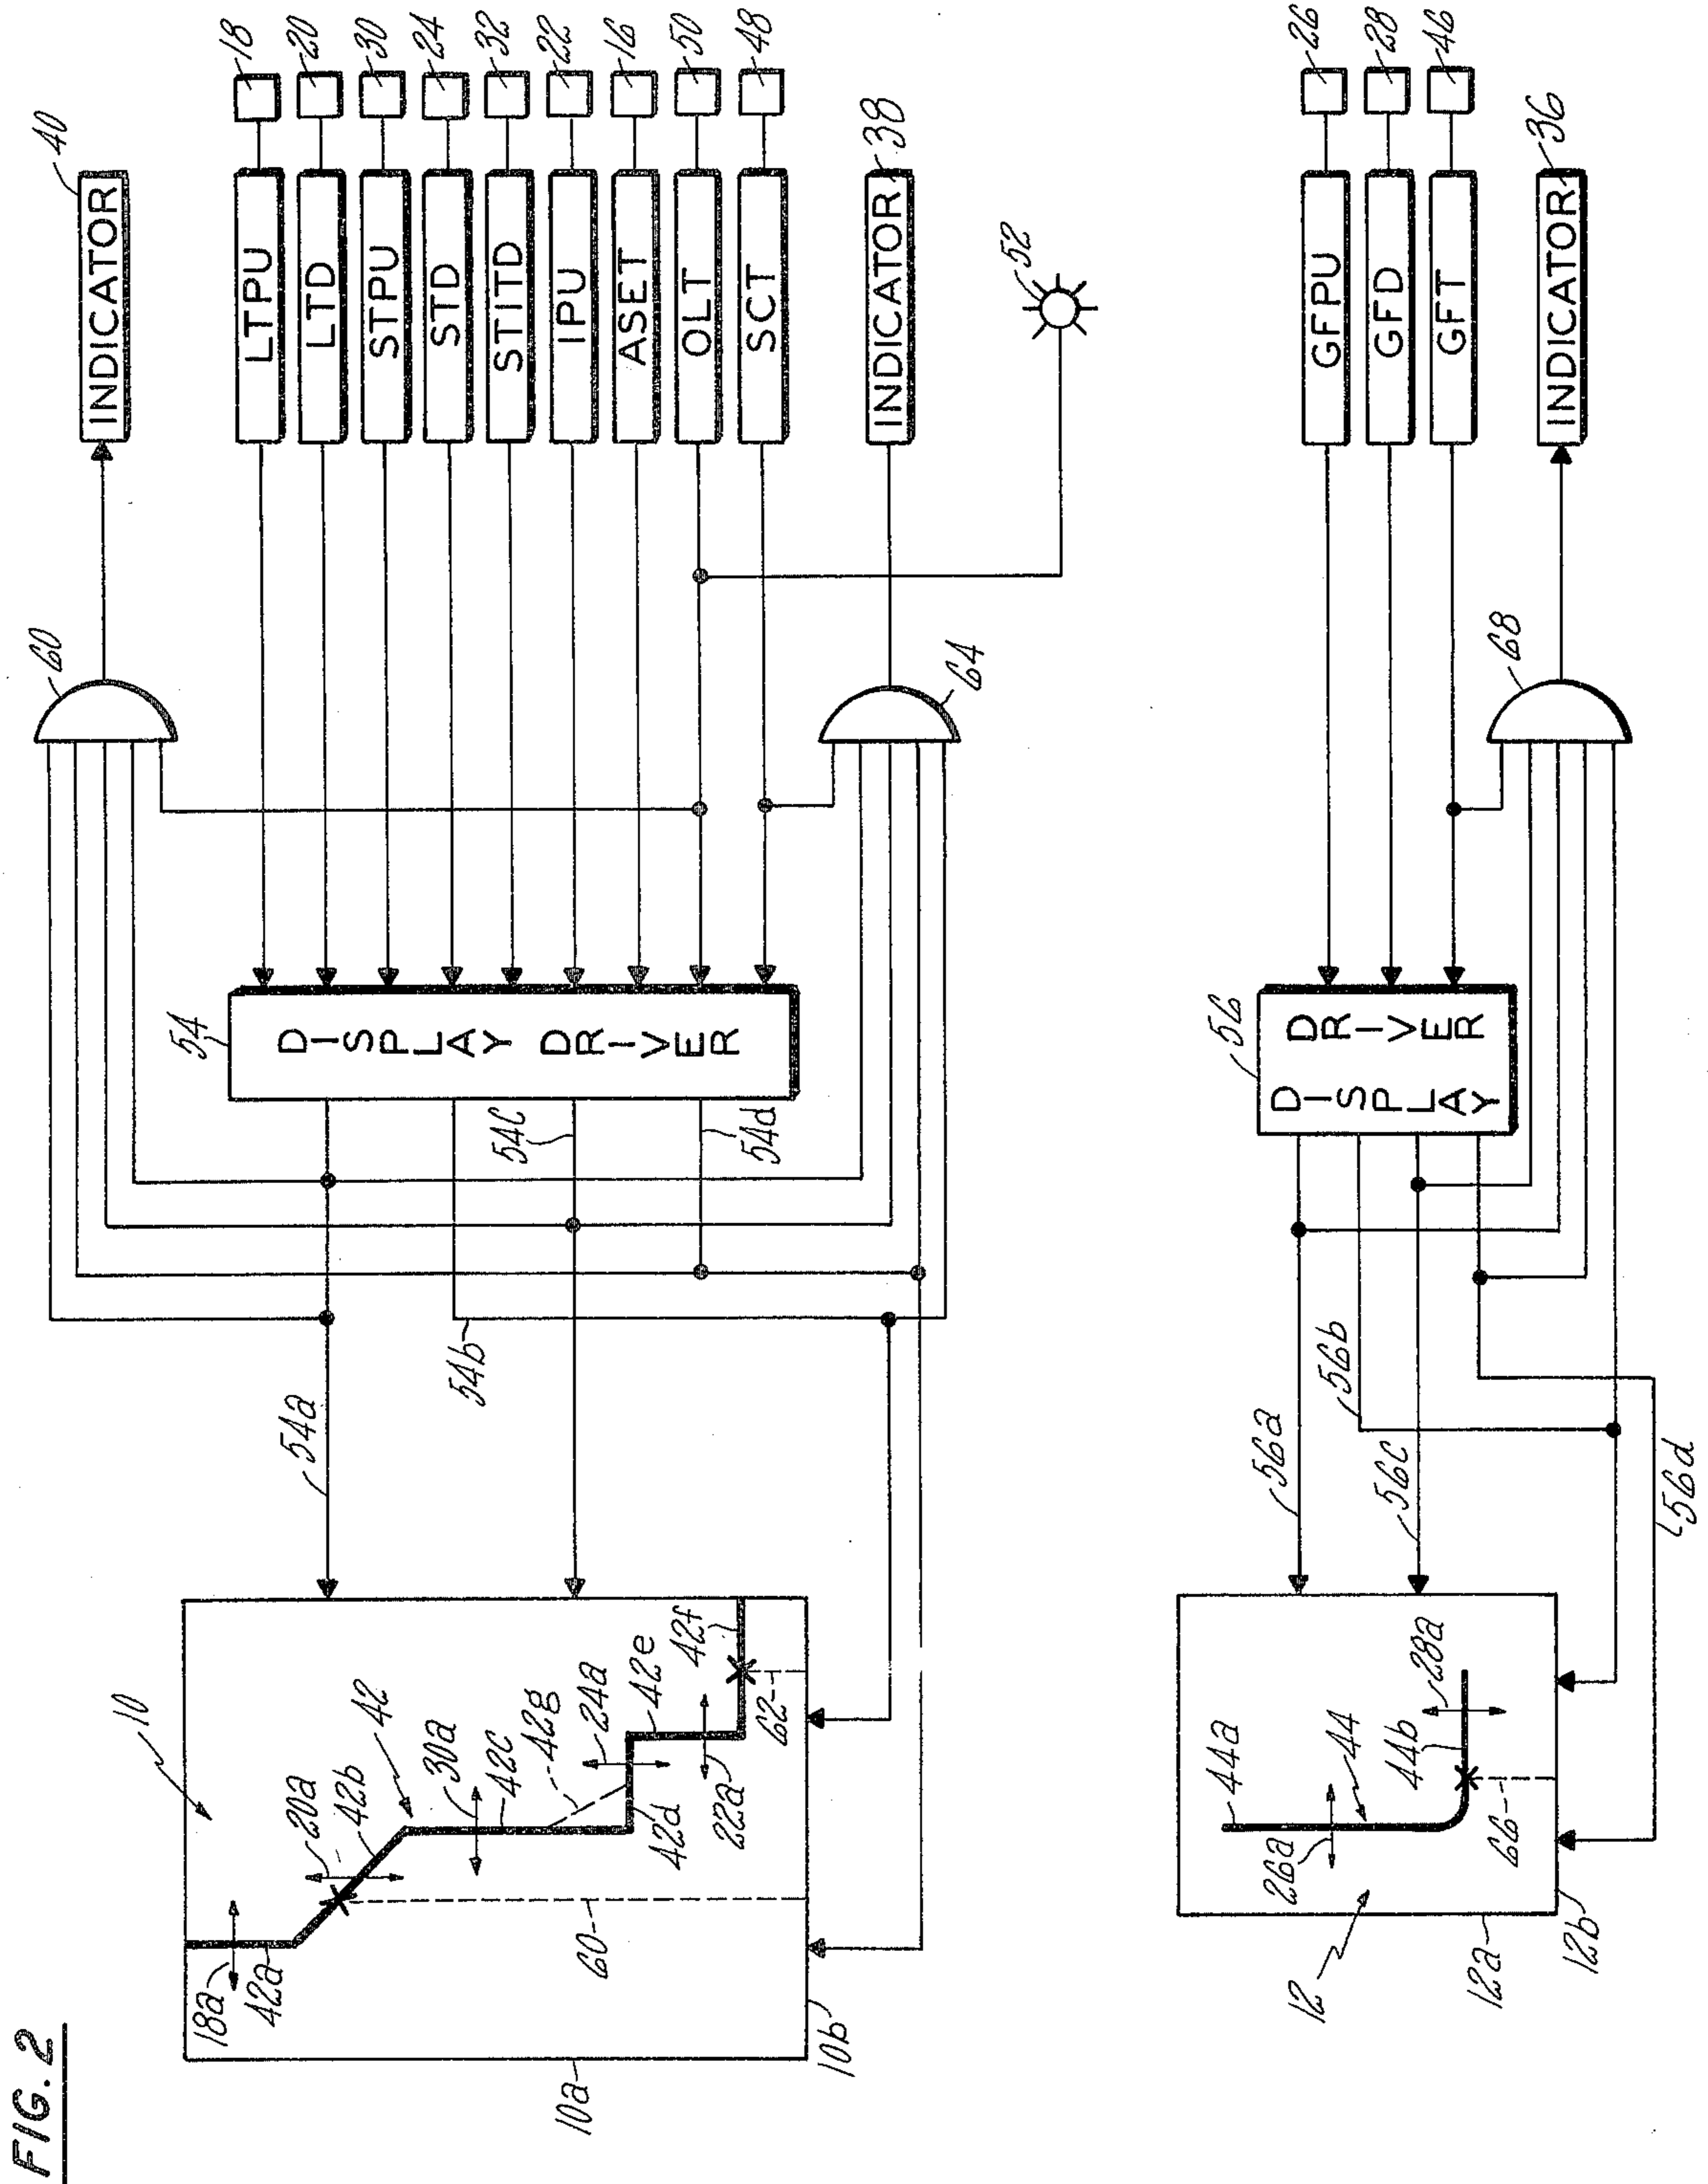 FIG. 2
40
INDICATOR
60
LTPU
18
LTD
20
STPU
30
STD
24
STITD
32
IPU
22
ASET
16
OLT
50
SCT
48
INDICATOR
38
64
52
54
DISPLAY DRIVER
54a
54b
54c
54d
10
10a
10b
18a
42a
20a
42b
42
30a
42c
42g
24a
42d
42e
22a
42f
60
62
GFPU
26
GFD
28
GFT
46
INDICATOR
36
68
56
DISPLAY
DRIVER
56a
56b
56c
56d
12
12a
12b
44a
26a
44
44b
28a
66